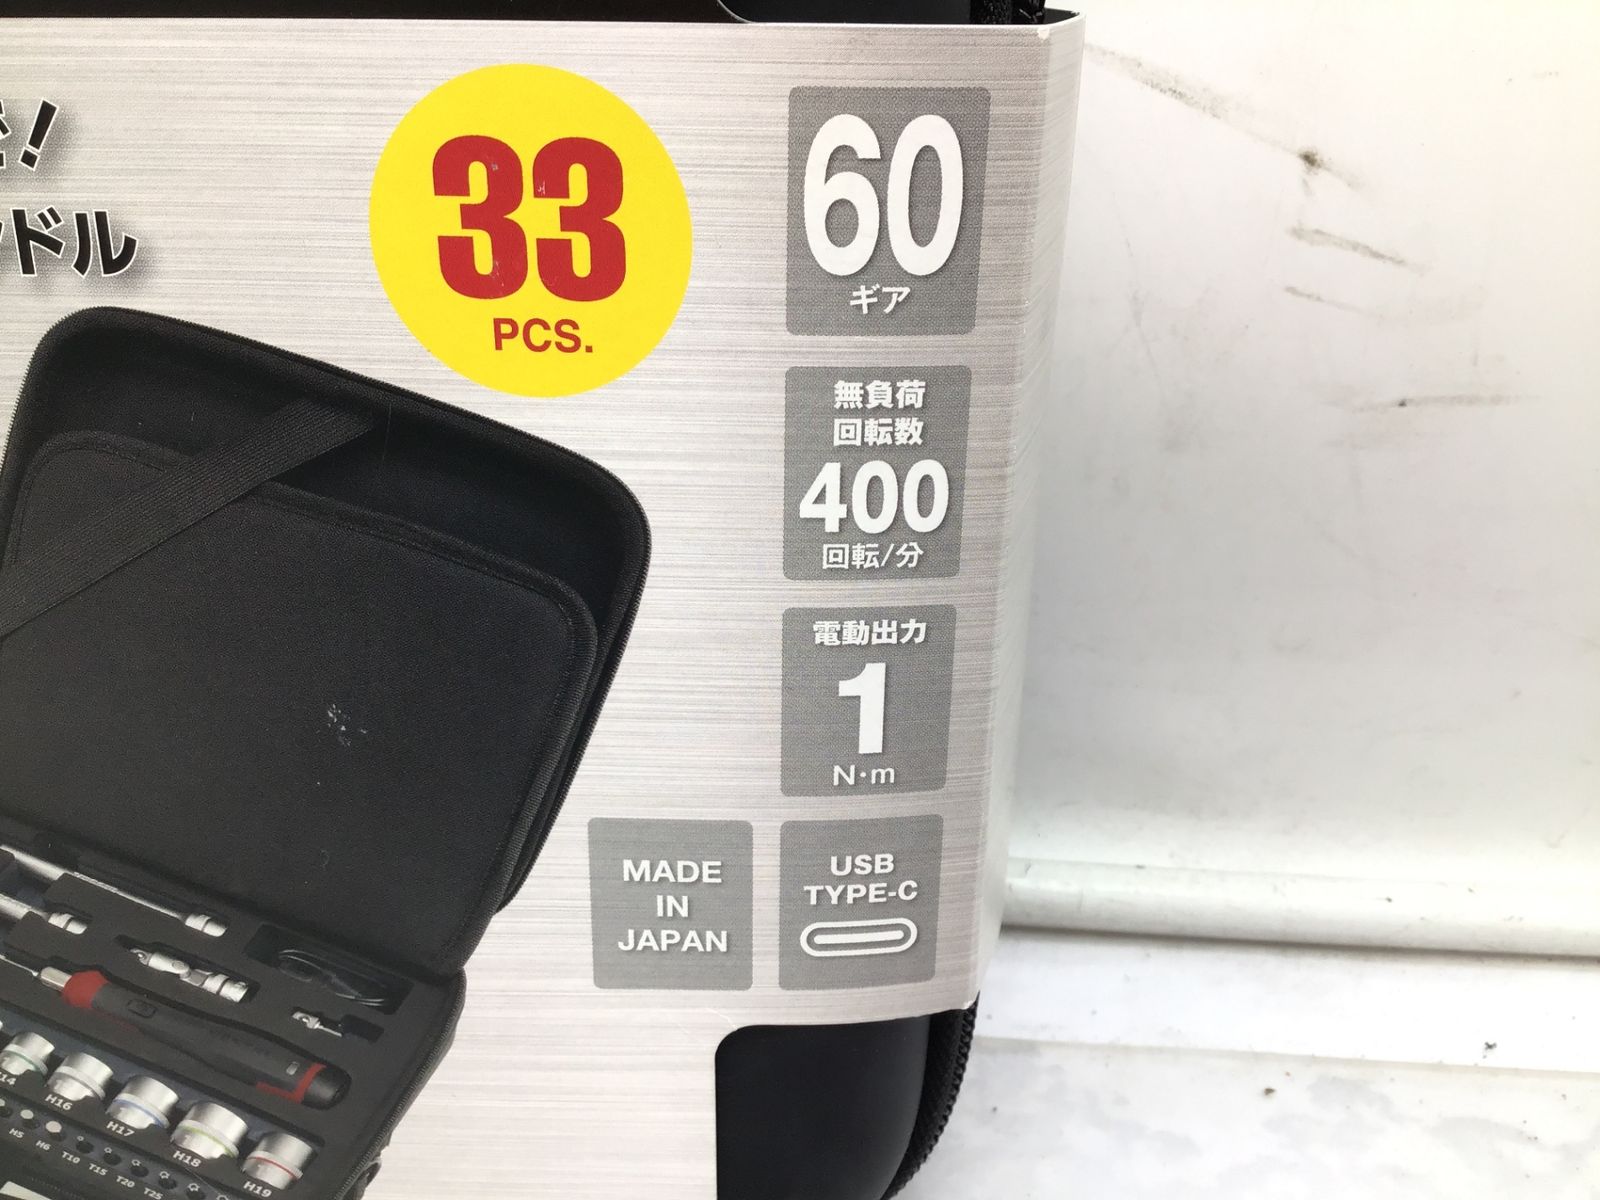 !
ドル
33
PCS.
60
ギア
無負荷
回転数
400
回転/分
電動出力
1
N・m
MADE
IN
JAPAN
USB
TYPE-C
14
H16
H17
H18
H19
H5
H6
T10
T15
T20
T25